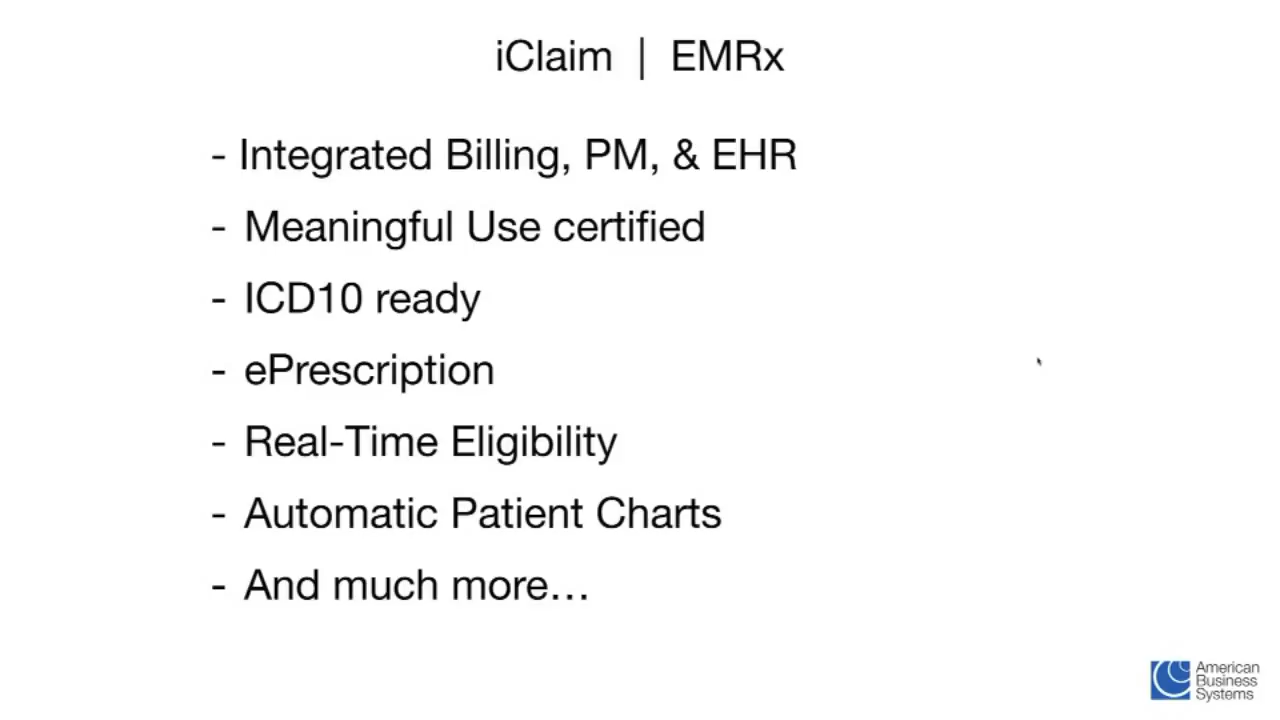 iClaim | EMRx
- Integrated Billing, PM, & EHR
- Meaningful Use certified
- ICD10 ready
- ePrescription
- Real-Time Eligibility
- Automatic Patient Charts
- And much more…
American
Business
Systems